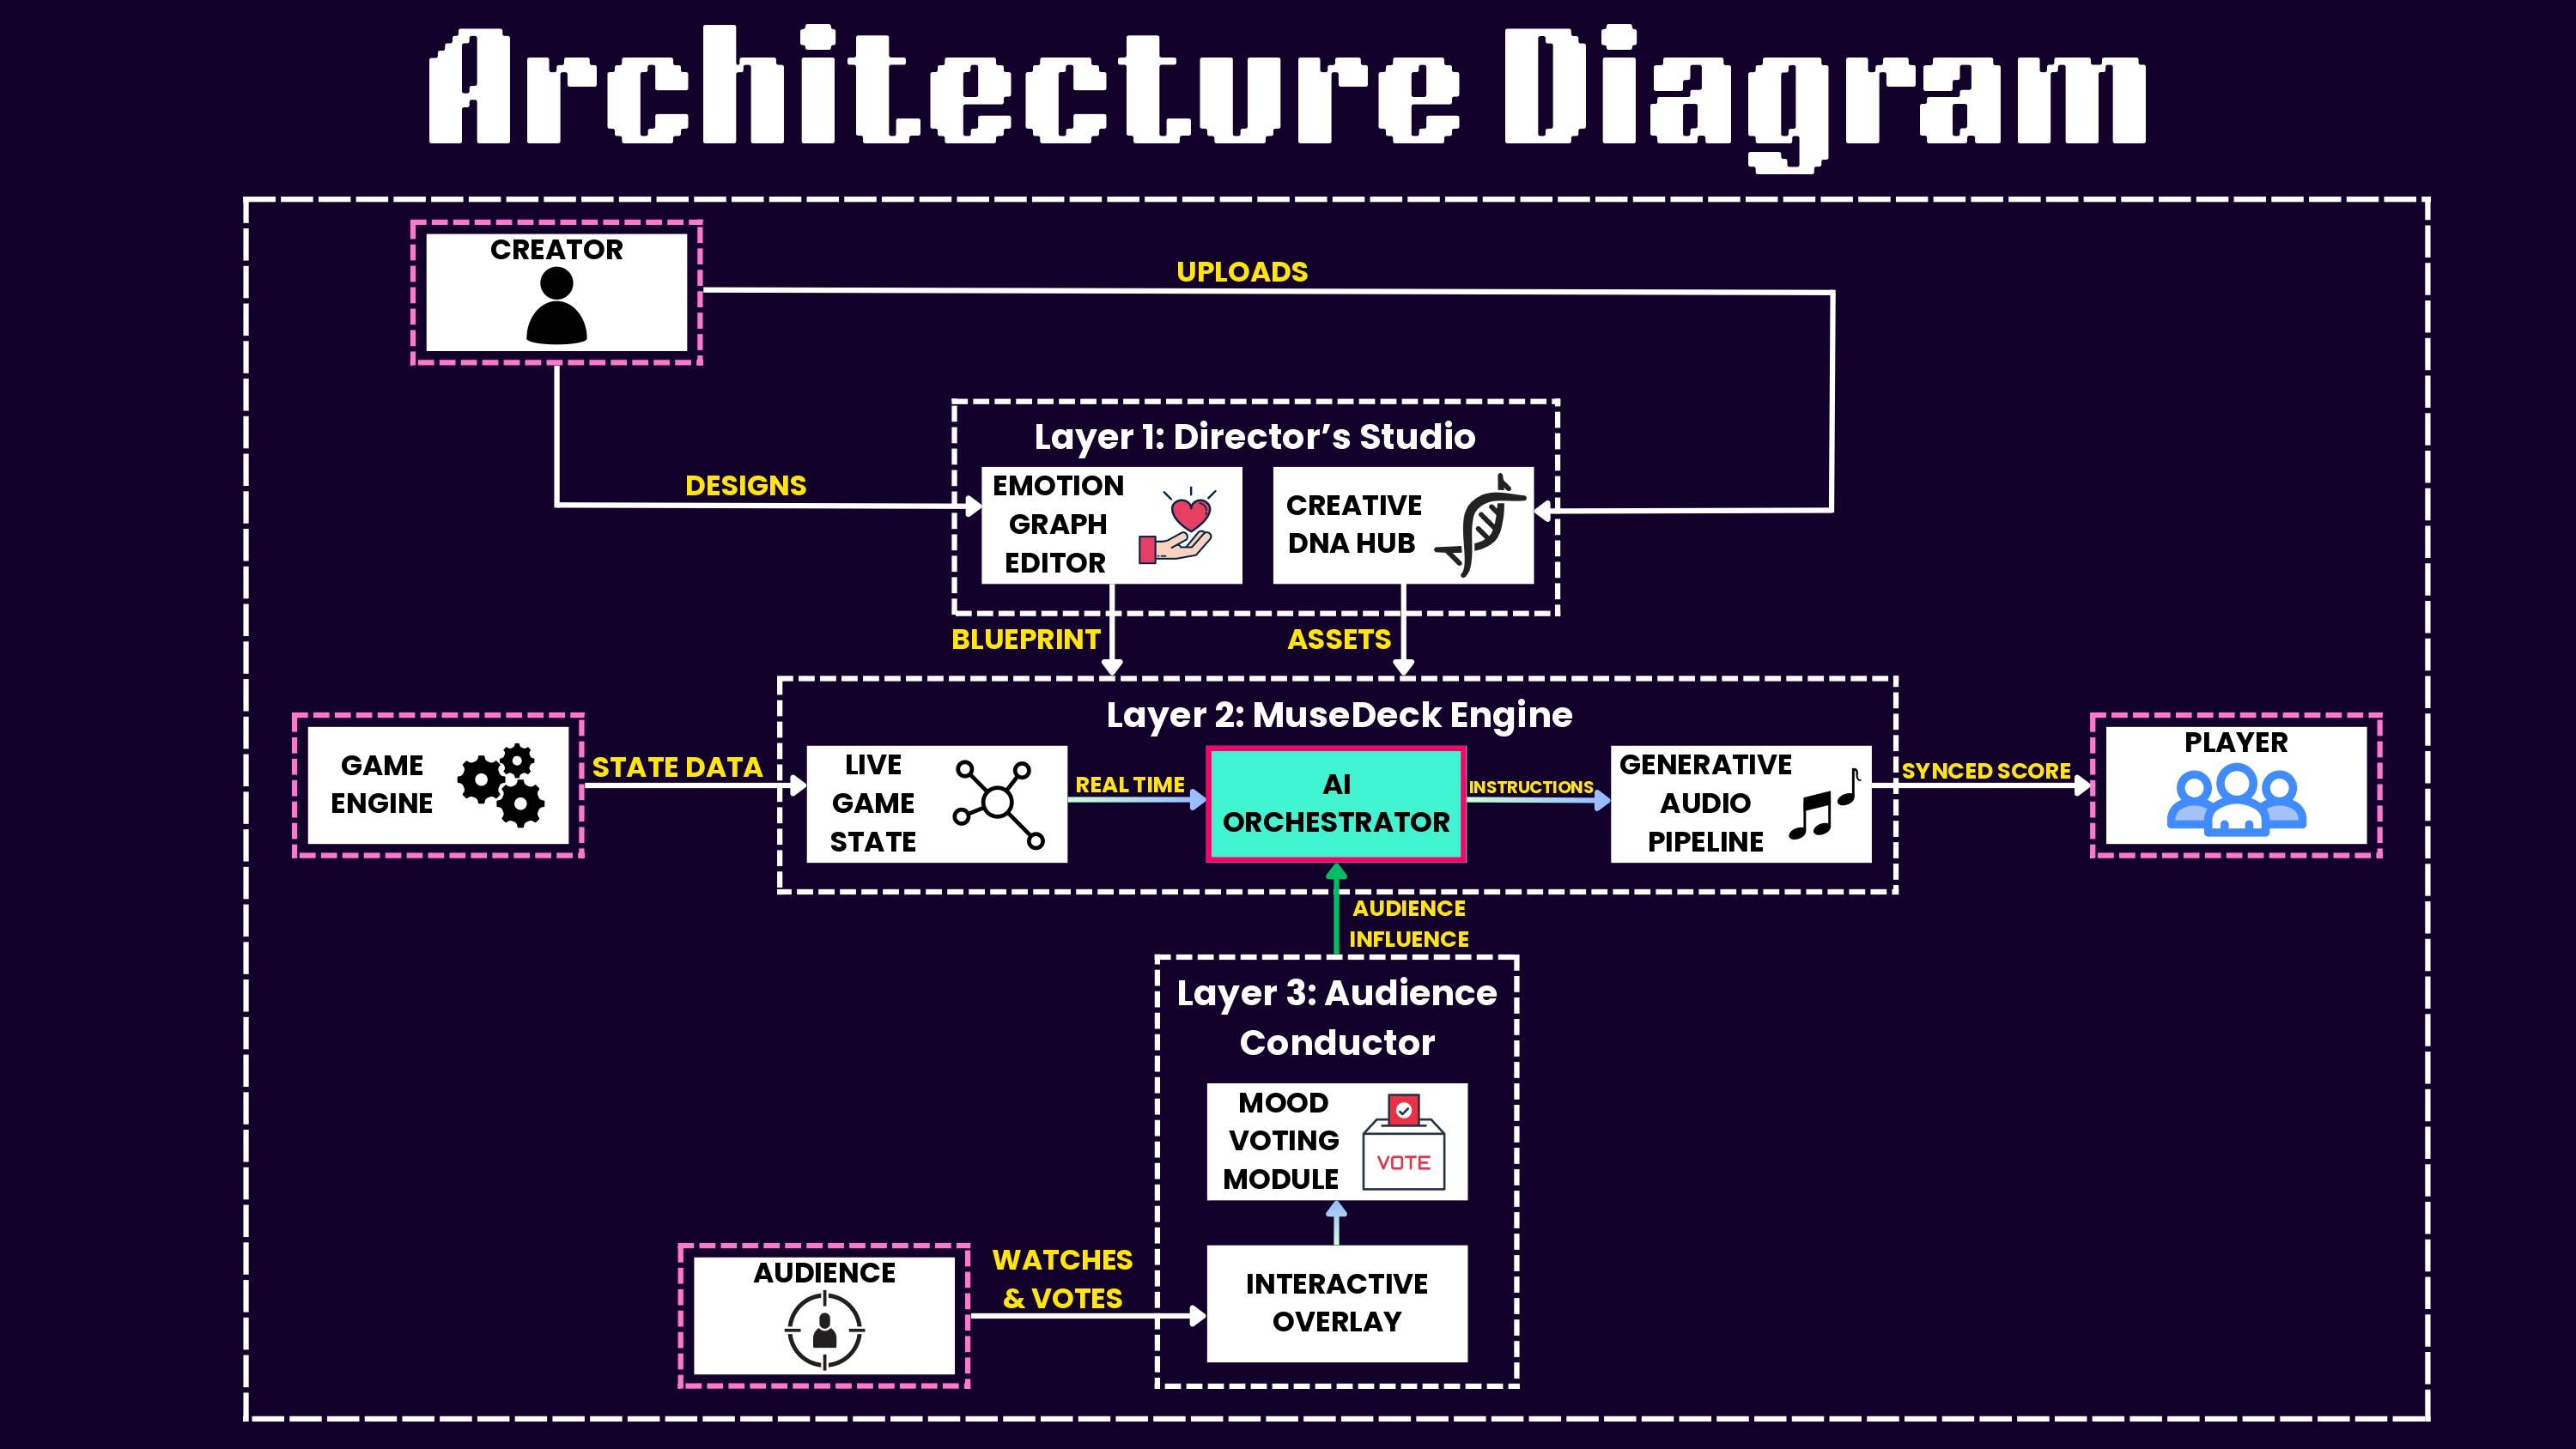 Architecture Diagram
CREATOR
UPLOADS
Layer 1: Director’s Studio
DESIGNS
EMOTION
GRAPH
EDITOR
CREATIVE
DNA HUB
BLUEPRINT
ASSETS
Layer 2: MuseDeck Engine
GAME
ENGINE
STATE DATA
LIVE
GAME
STATE
REAL TIME
AI
ORCHESTRATOR
INSTRUCTIONS
GENERATIVE
AUDIO
PIPELINE
SYNCED SCORE
PLAYER
AUDIENCE
INFLUENCE
Layer 3: Audience
Conductor
MOOD
VOTING
MODULE
VOTE
AUDIENCE
WATCHES
& VOTES
INTERACTIVE
OVERLAY